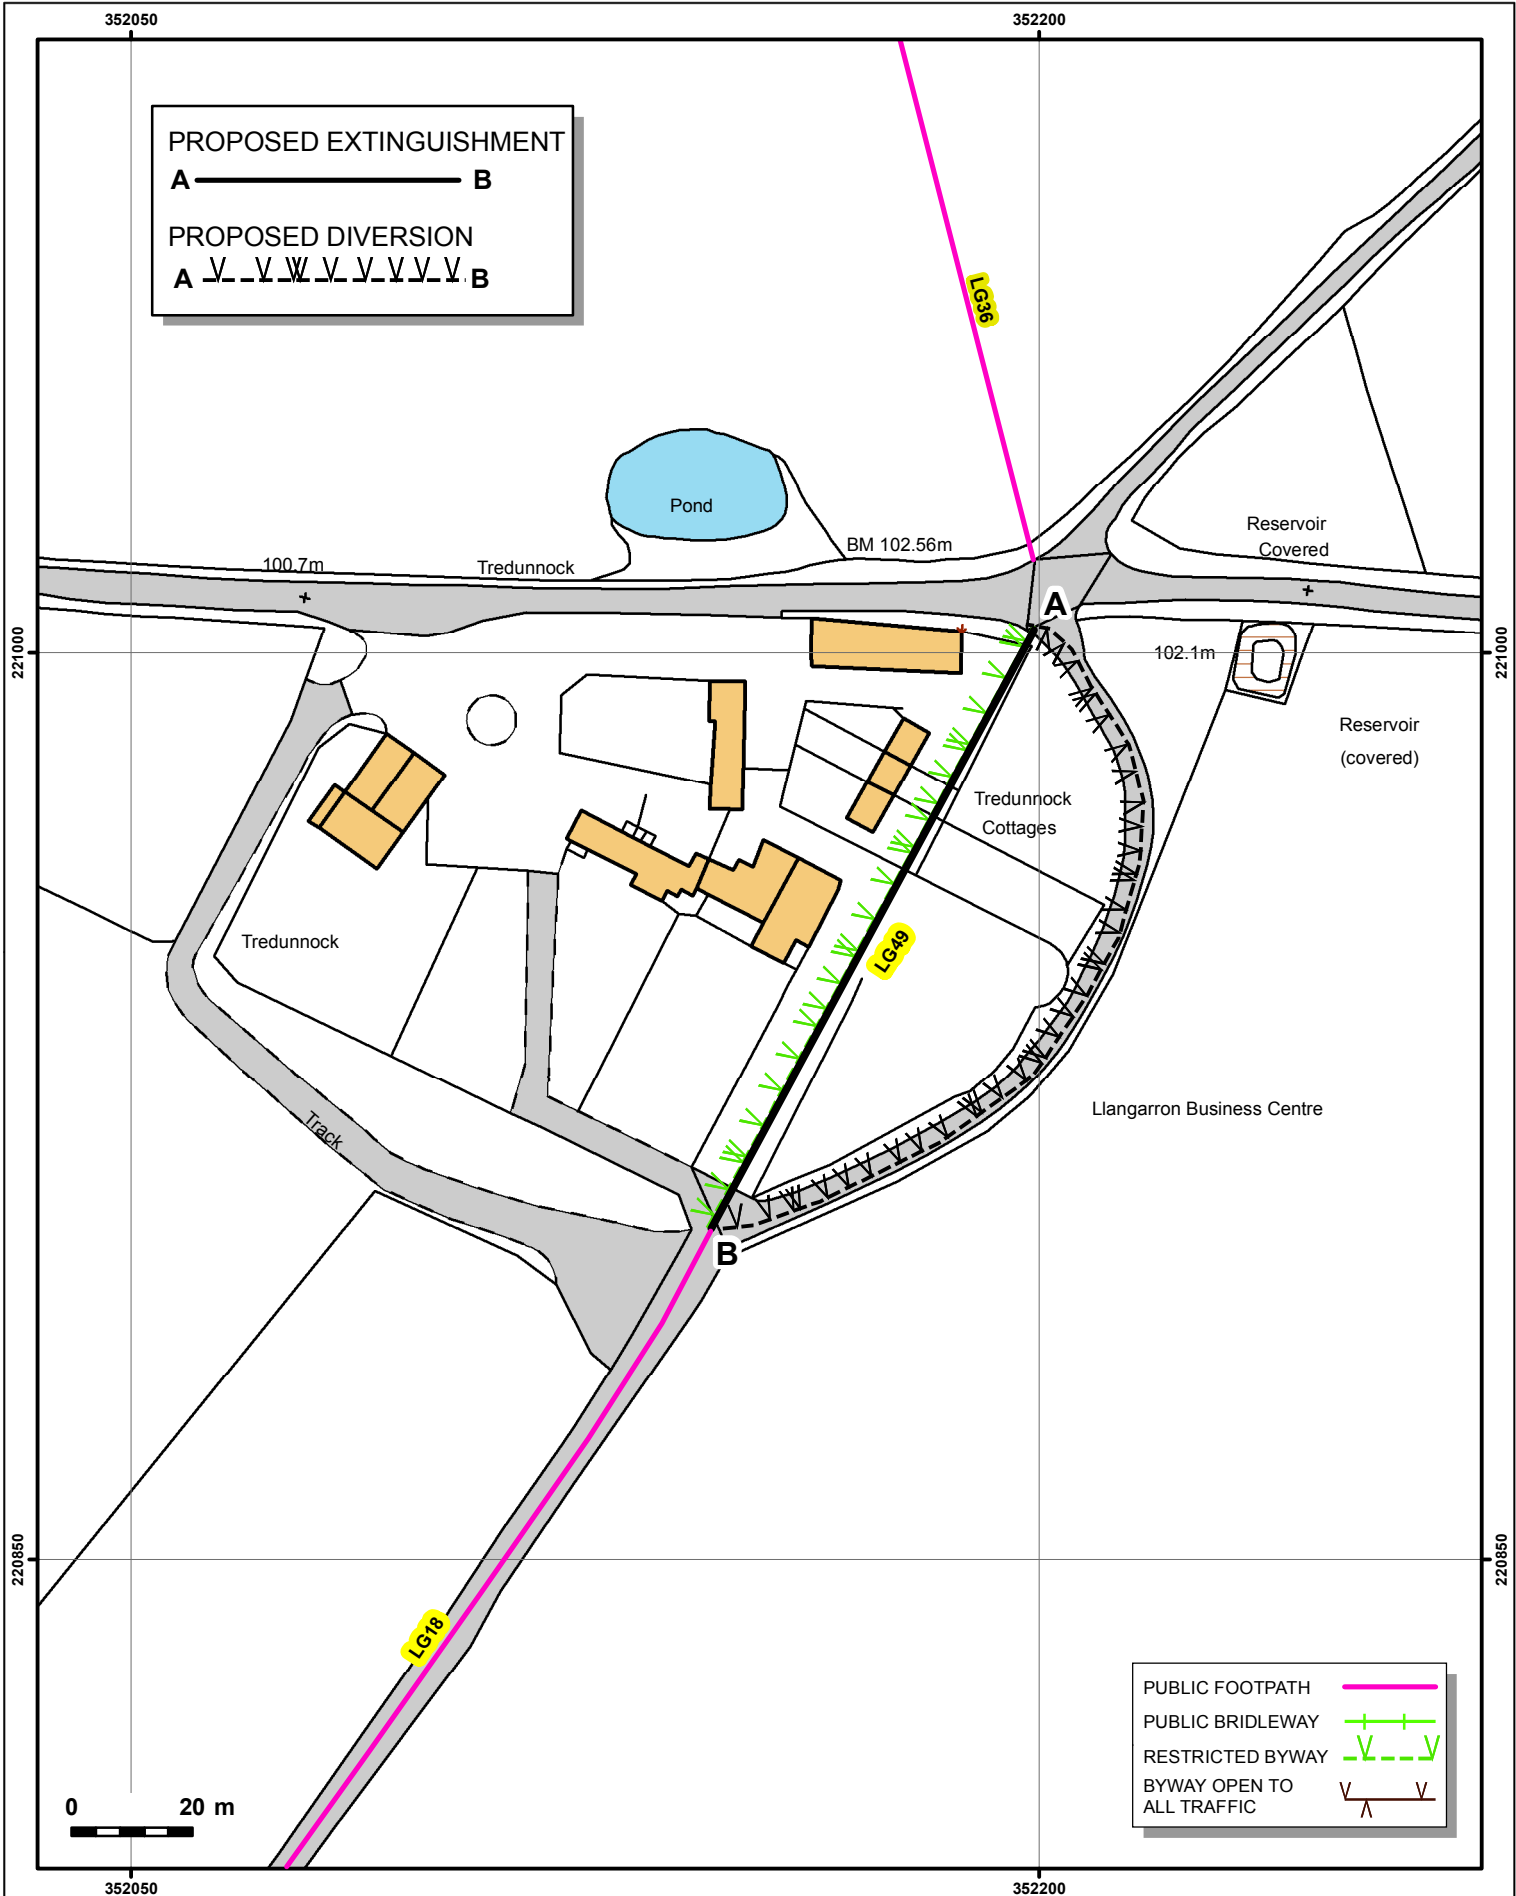 352050
352200
PROPOSED EXTINGUISHMENT
A B
PROPOSED DIVERSION
A B
LG36
Pond
BM 102.56m
Reservoir
Covered
100.7m
Tredunnock
A
221000
221000
102.1m
Reservoir
(covered)
Tredunnock
Cottages
Tredunnock
LG49
Track
Llangarron Business Centre
B
220850
220850
LG18
PUBLIC FOOTPATH
PUBLIC BRIDLEWAY
RESTRICTED BYWAY
BYWAY OPEN TO
ALL TRAFFIC
0 20 m
352050
352200